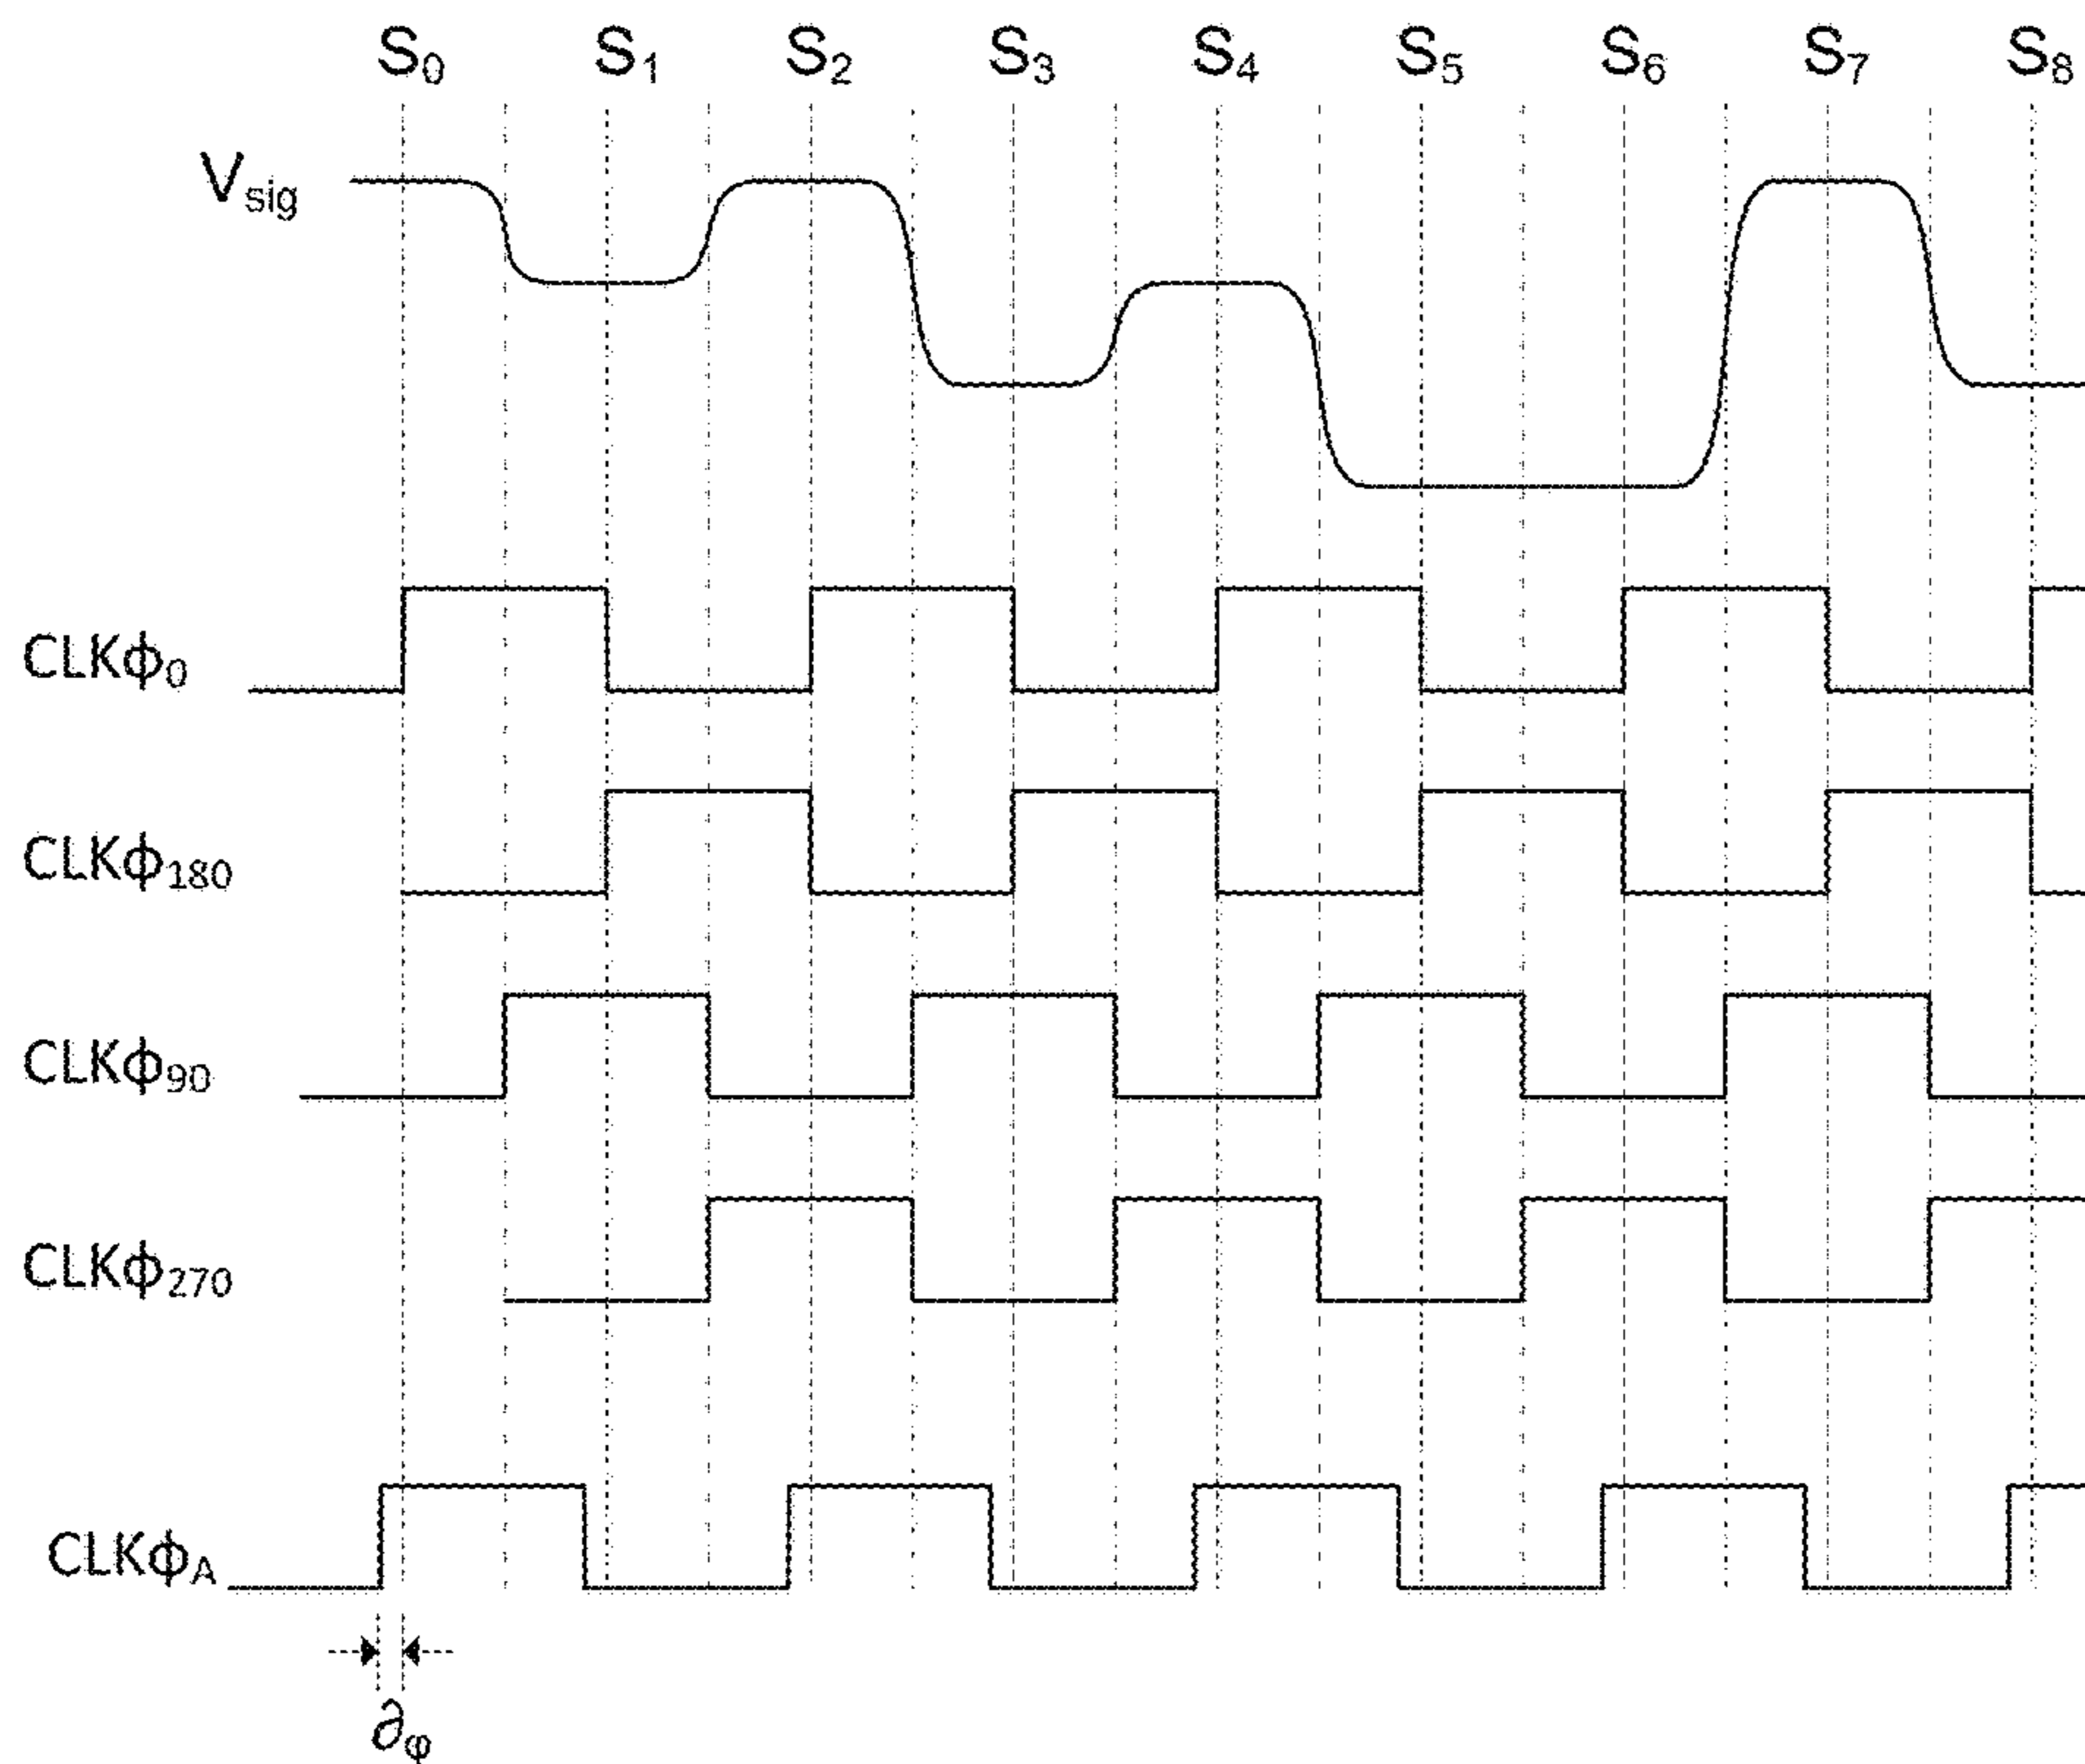 S₀ S₁ S₂ S₃ S₄ S₅ S₆ S₇ S₈
Vsig
CLKϕ₀
CLKϕ₁₈₀
CLKϕ₉₀
CLKϕ₂₇₀
CLKϕA
∂φ